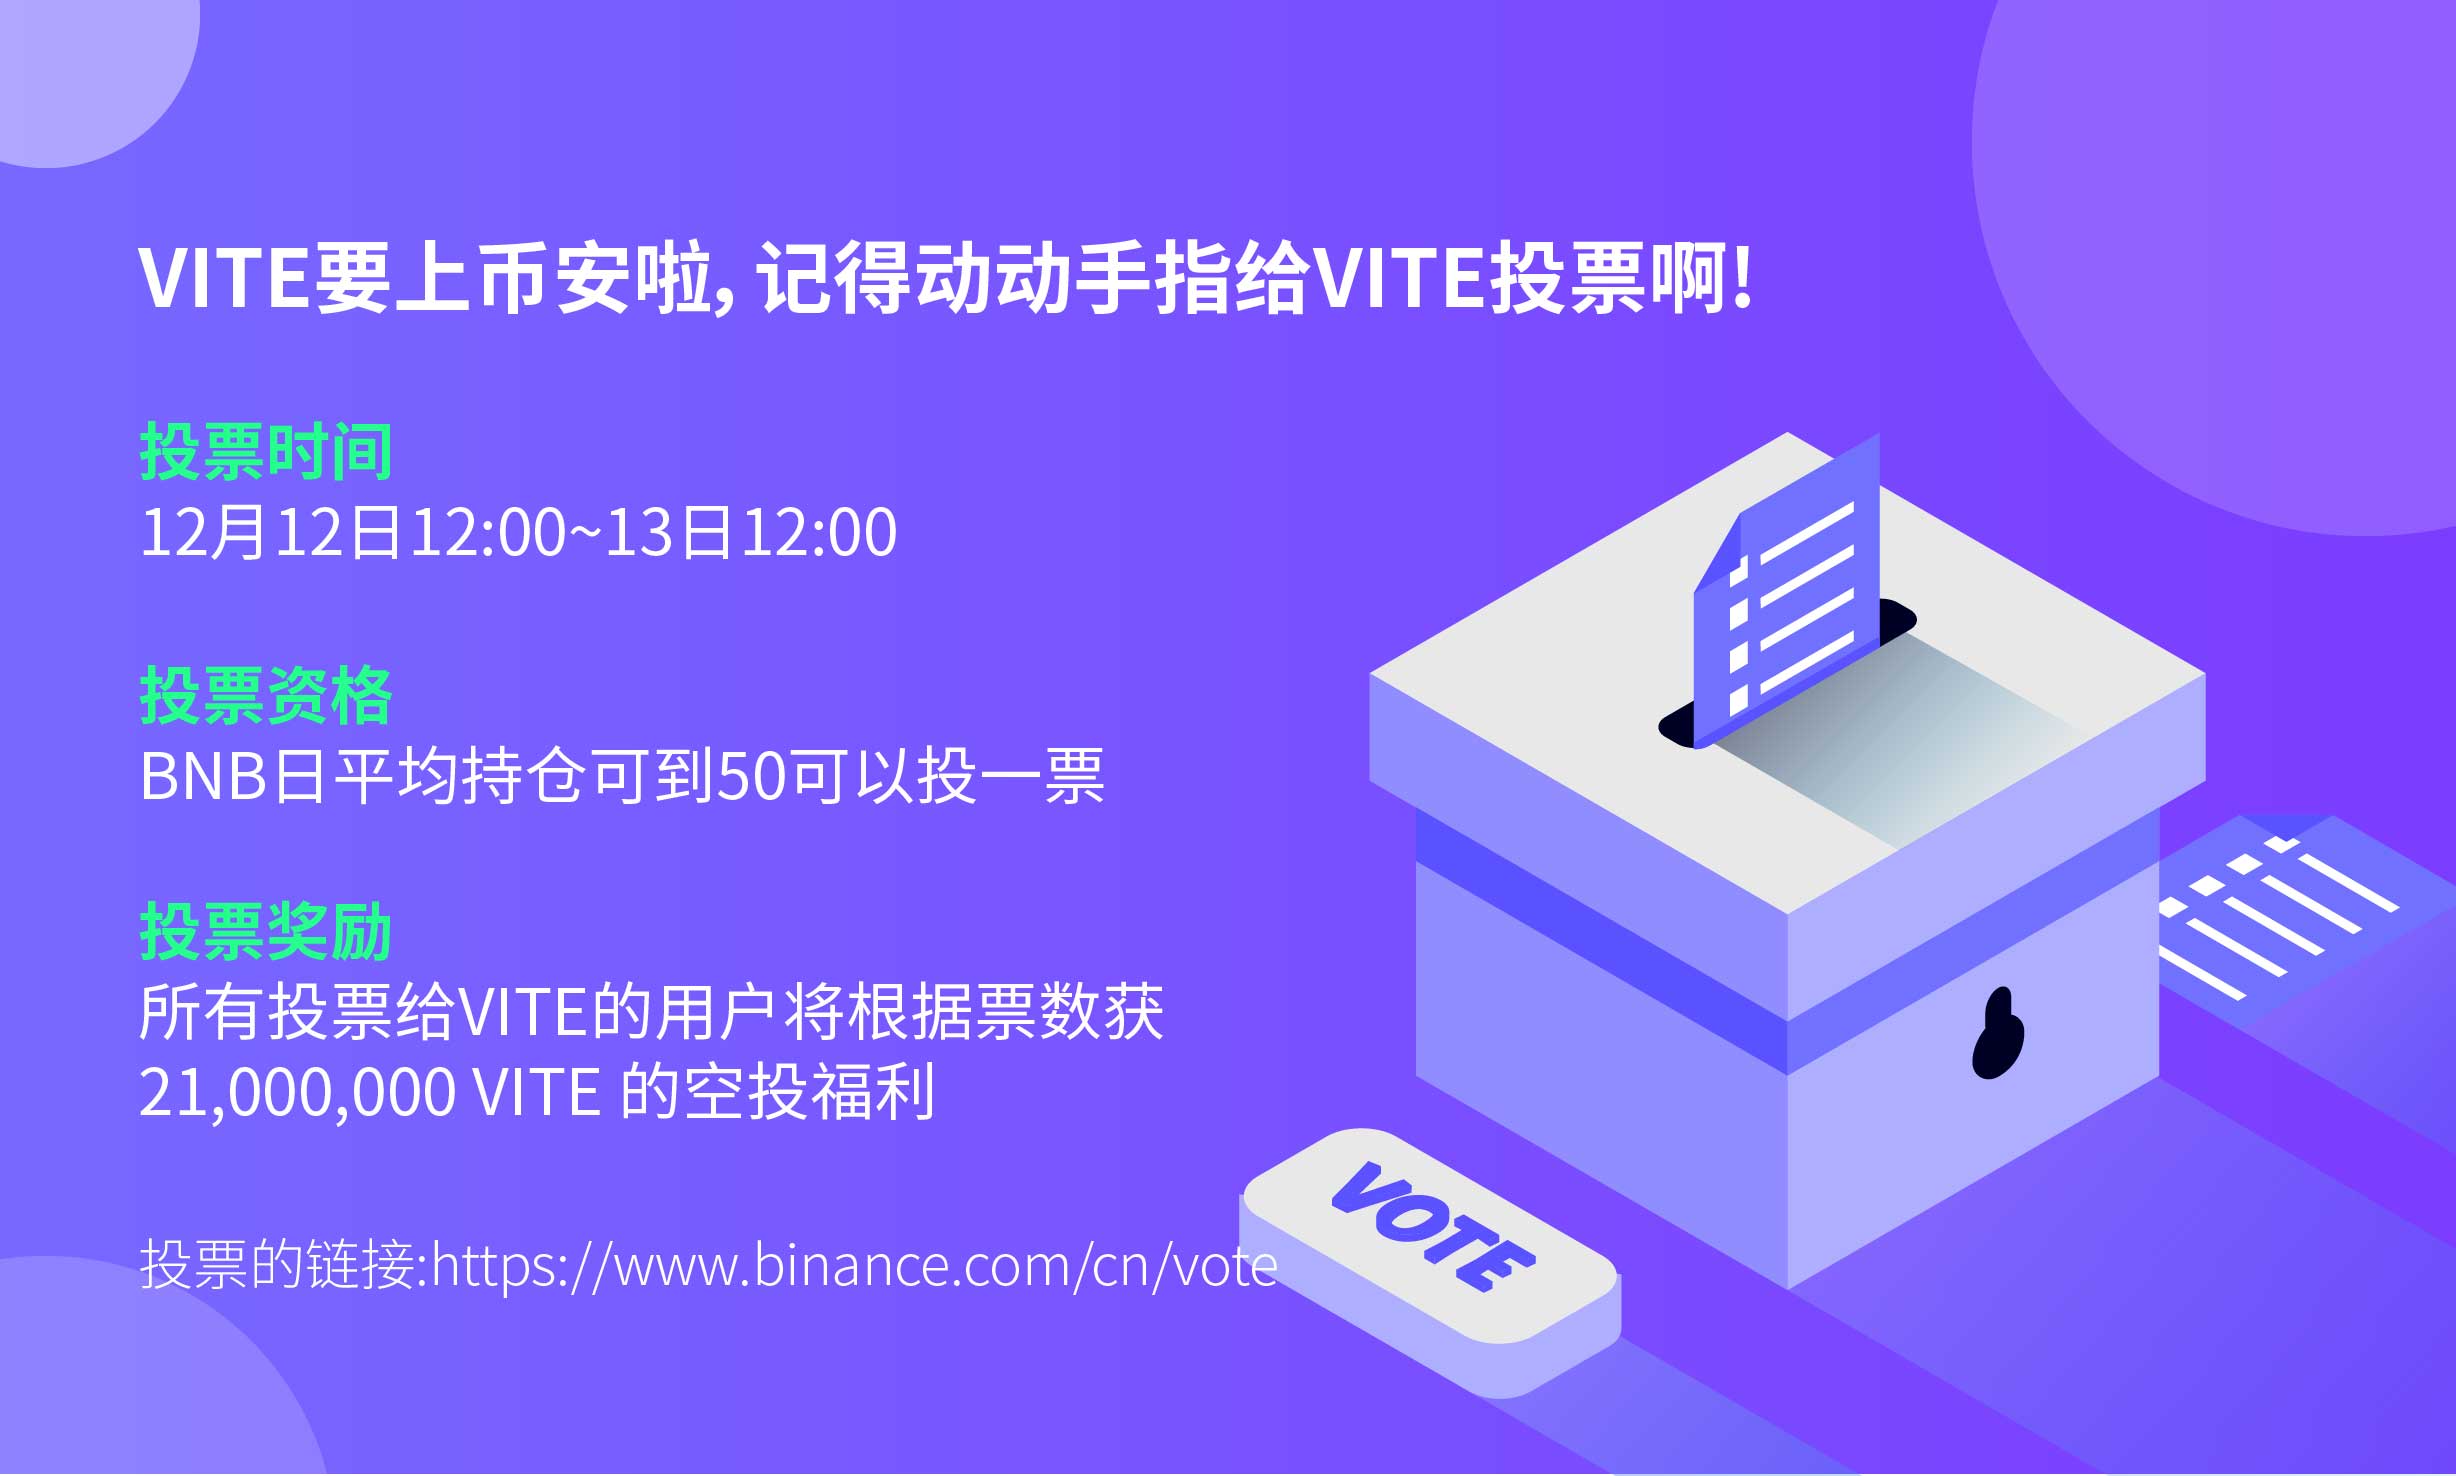 VITE要上币安啦, 记得动动手指给VITE投票啊!
投票时间
12月12日12:00~13日12:00
投票资格
BNB日平均持仓可到50可以投一票
投票奖励
所有投票给VITE的用户将根据票数获
21,000,000 VITE 的空投福利
投票的链接:https://www.binance.com/cn/vote
VOTE